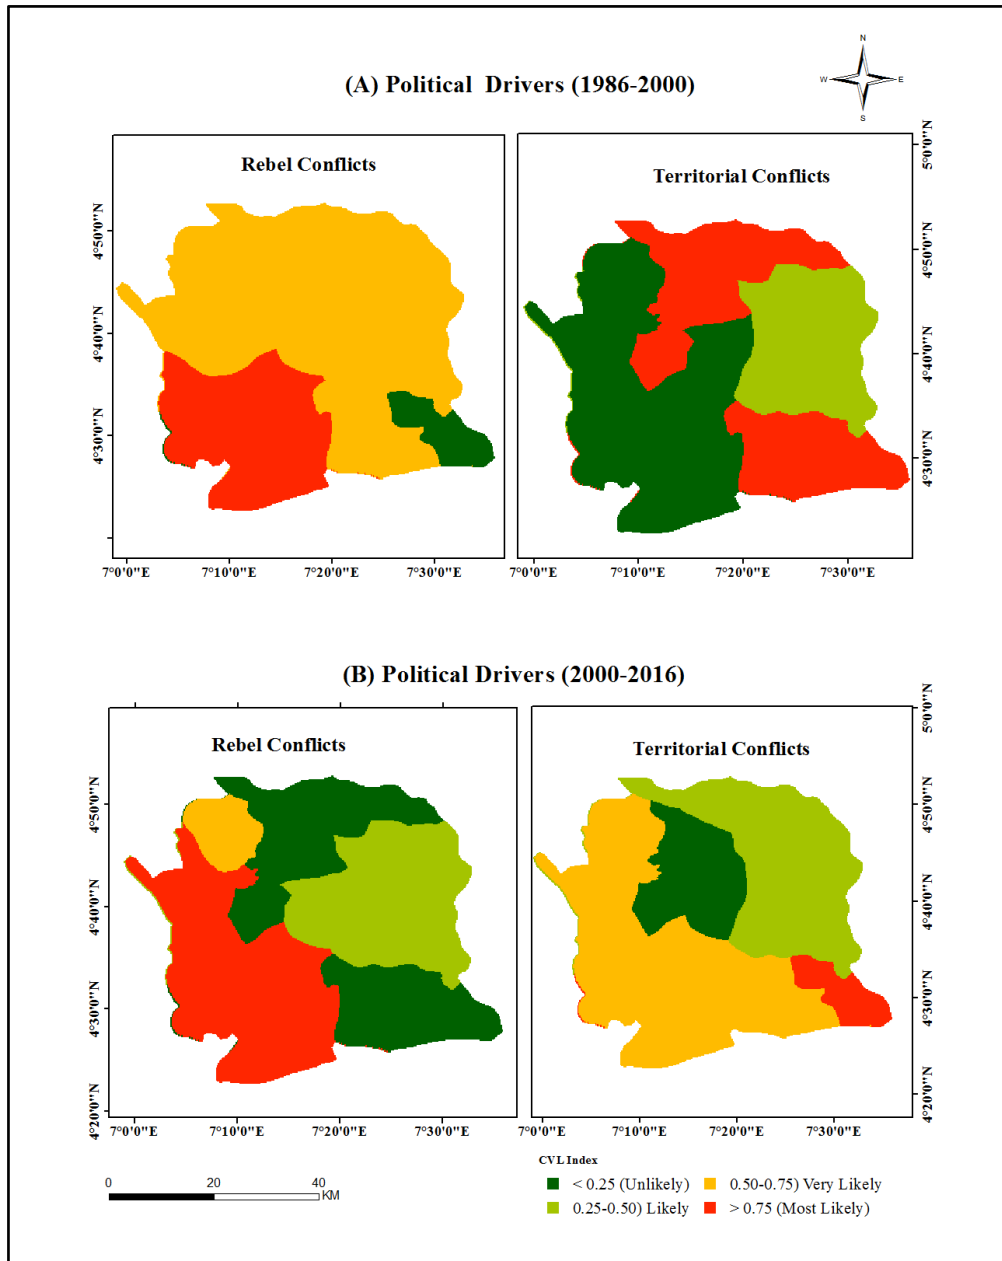 (A) Political Drivers (1986-2000)
N
W E
S
Rebel Conflicts
Territorial Conflicts
4°50'0"N
4°40'0"N
4°30'0"N
5°0'0"N
4°50'0"N
4°40'0"N
4°30'0"N
7°0'0"E 7°10'0"E 7°20'0"E 7°30'0"E
7°0'0"E 7°10'0"E 7°20'0"E 7°30'0"E
(B) Political Drivers (2000-2016)
Rebel Conflicts
Territorial Conflicts
4°50'0"N
4°40'0"N
4°30'0"N
4°20'0"N
5°0'0"N
4°50'0"N
4°40'0"N
4°30'0"N
4°20'0"N
7°0'0"E 7°10'0"E 7°20'0"E 7°30'0"E
7°0'0"E 7°10'0"E 7°20'0"E 7°30'0"E
0 20 40
KM
CVL Index
< 0.25 (Unlikely) 0.50-0.75) Very Likely
0.25-0.50) Likely > 0.75 (Most Likely)